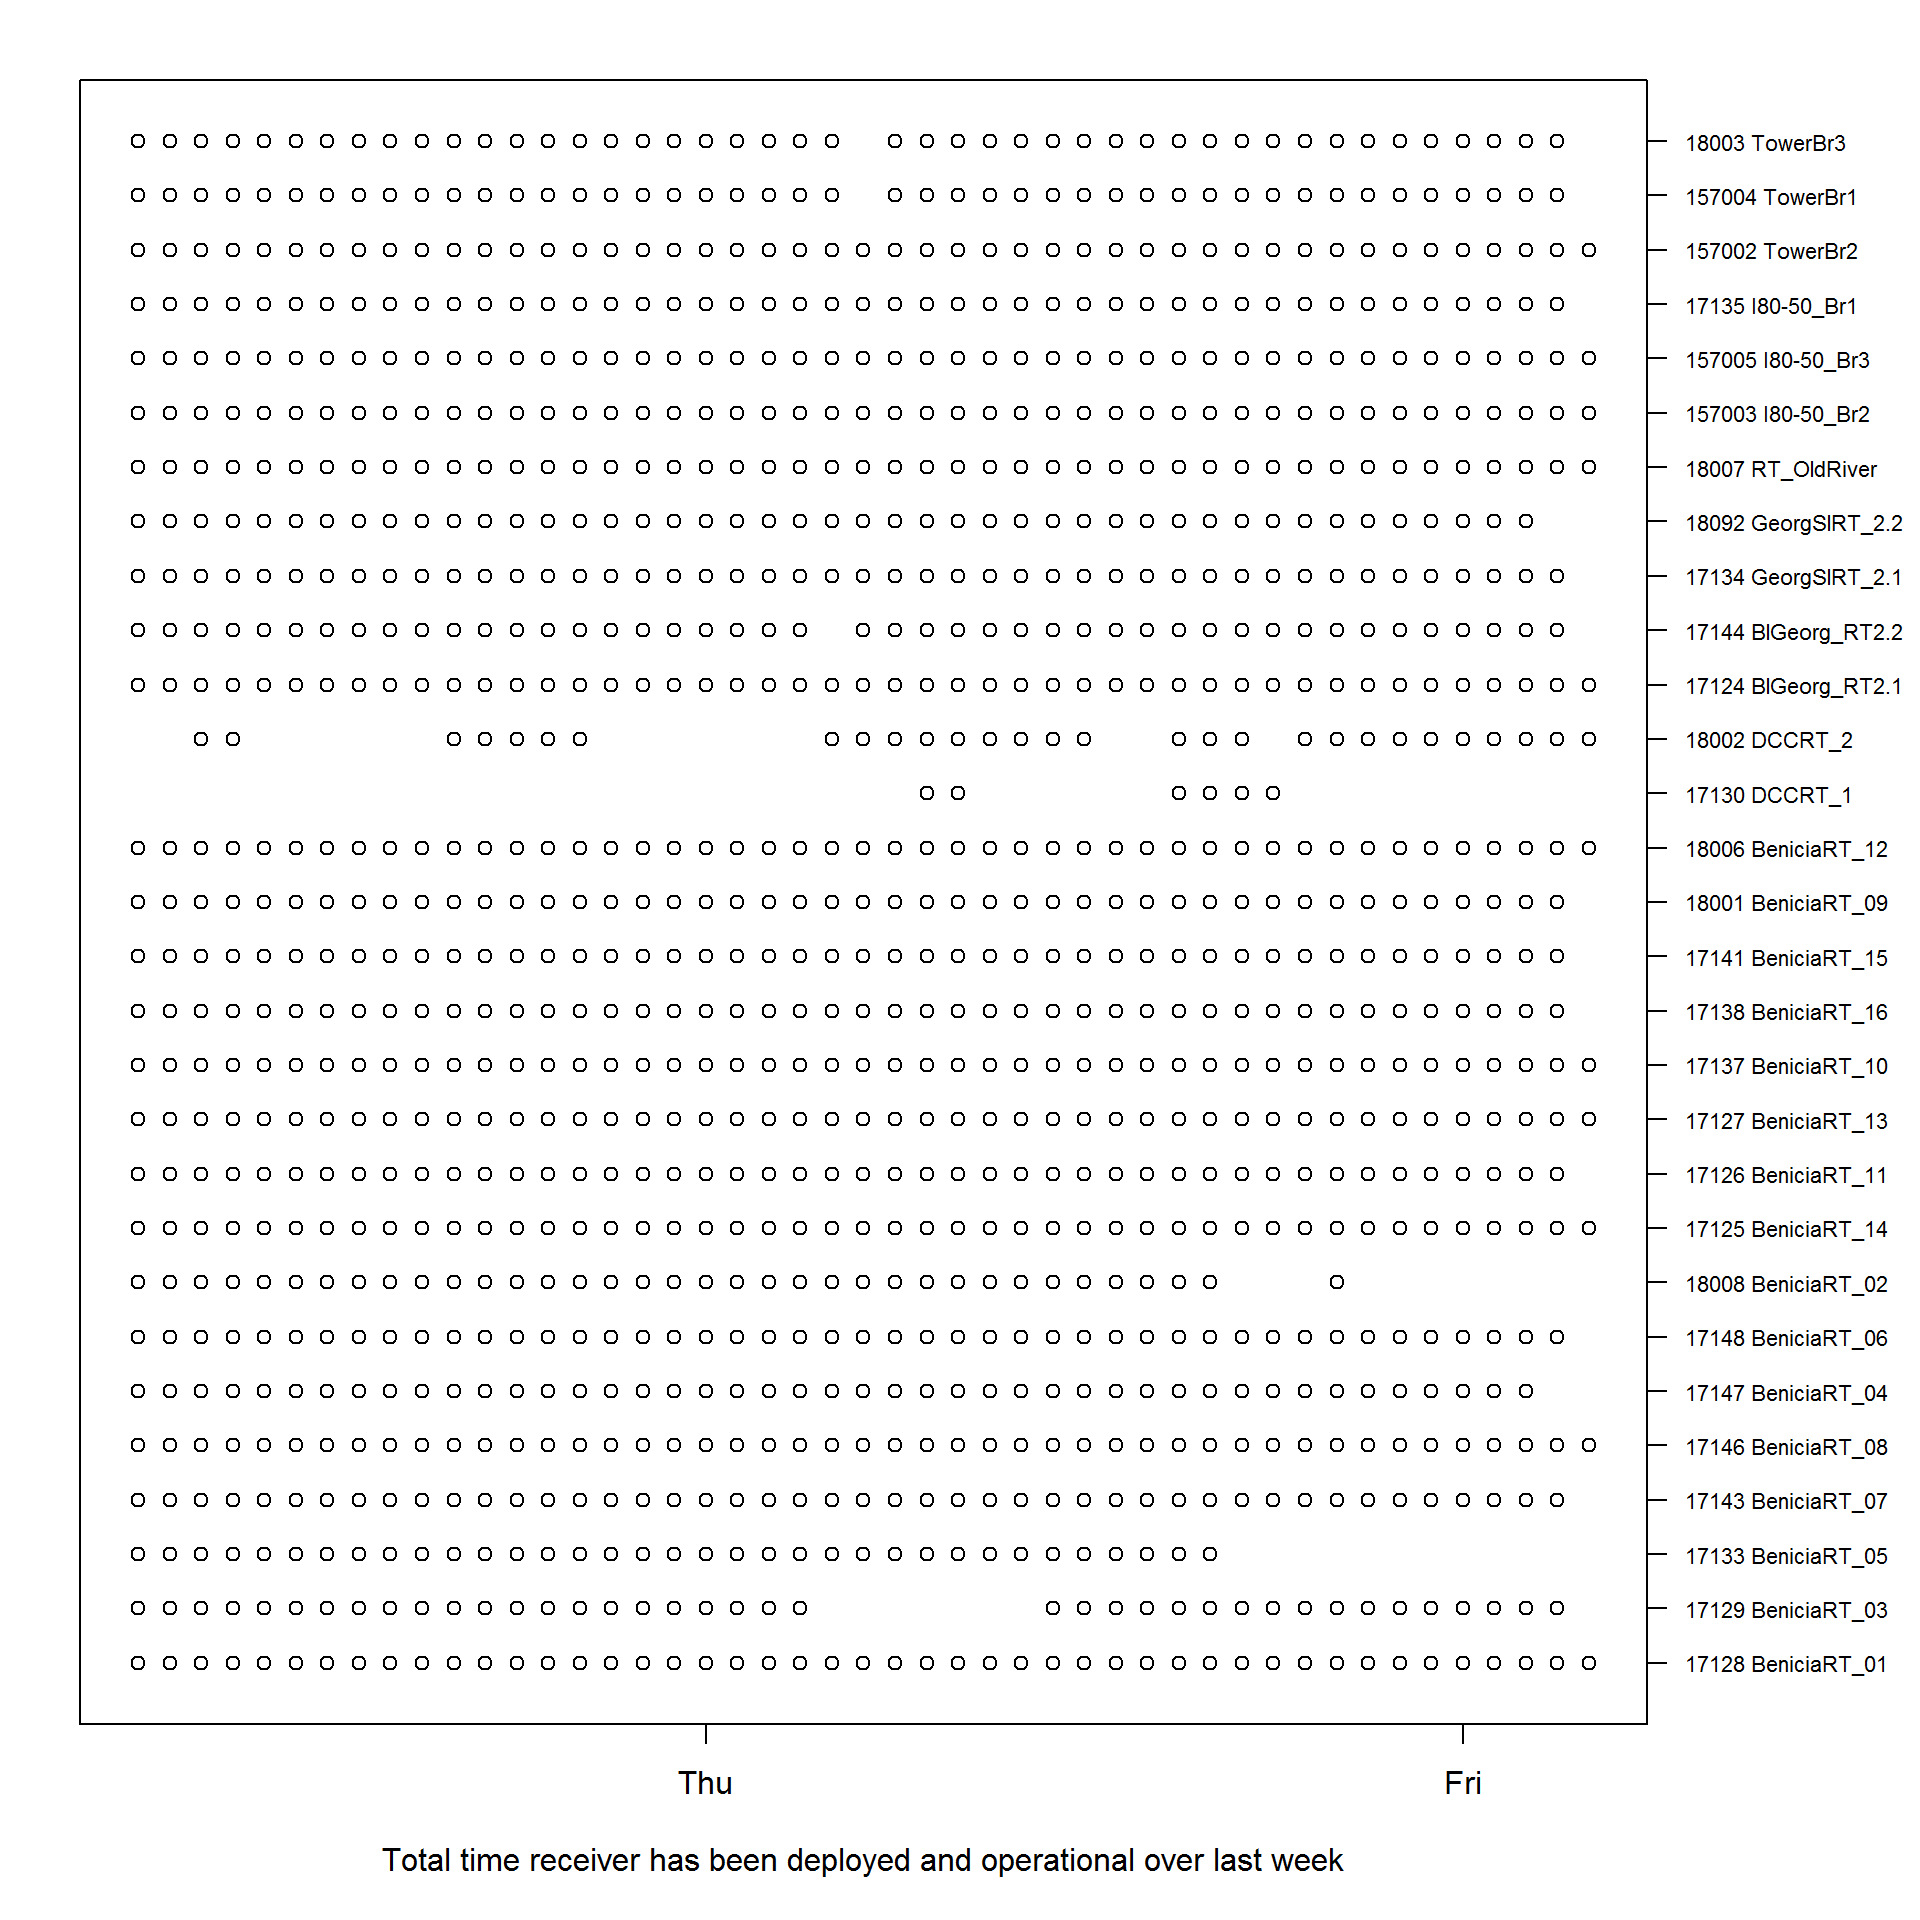 18003 TowerBr3
157004 TowerBr1
157002 TowerBr2
17135 I80-50_Br1
157005 I80-50_Br3
157003 I80-50_Br2
18007 RT_OldRiver
18092 GeorgSlRT_2.2
17134 GeorgSlRT_2.1
17144 BlGeorg_RT2.2
17124 BlGeorg_RT2.1
18002 DCCRT_2
17130 DCCRT_1
18006 BeniciaRT_12
18001 BeniciaRT_09
17141 BeniciaRT_15
17138 BeniciaRT_16
17137 BeniciaRT_10
17127 BeniciaRT_13
17126 BeniciaRT_11
17125 BeniciaRT_14
18008 BeniciaRT_02
17148 BeniciaRT_06
17147 BeniciaRT_04
17146 BeniciaRT_08
17143 BeniciaRT_07
17133 BeniciaRT_05
17129 BeniciaRT_03
17128 BeniciaRT_01
Thu Fri
Total time receiver has been deployed and operational over last week